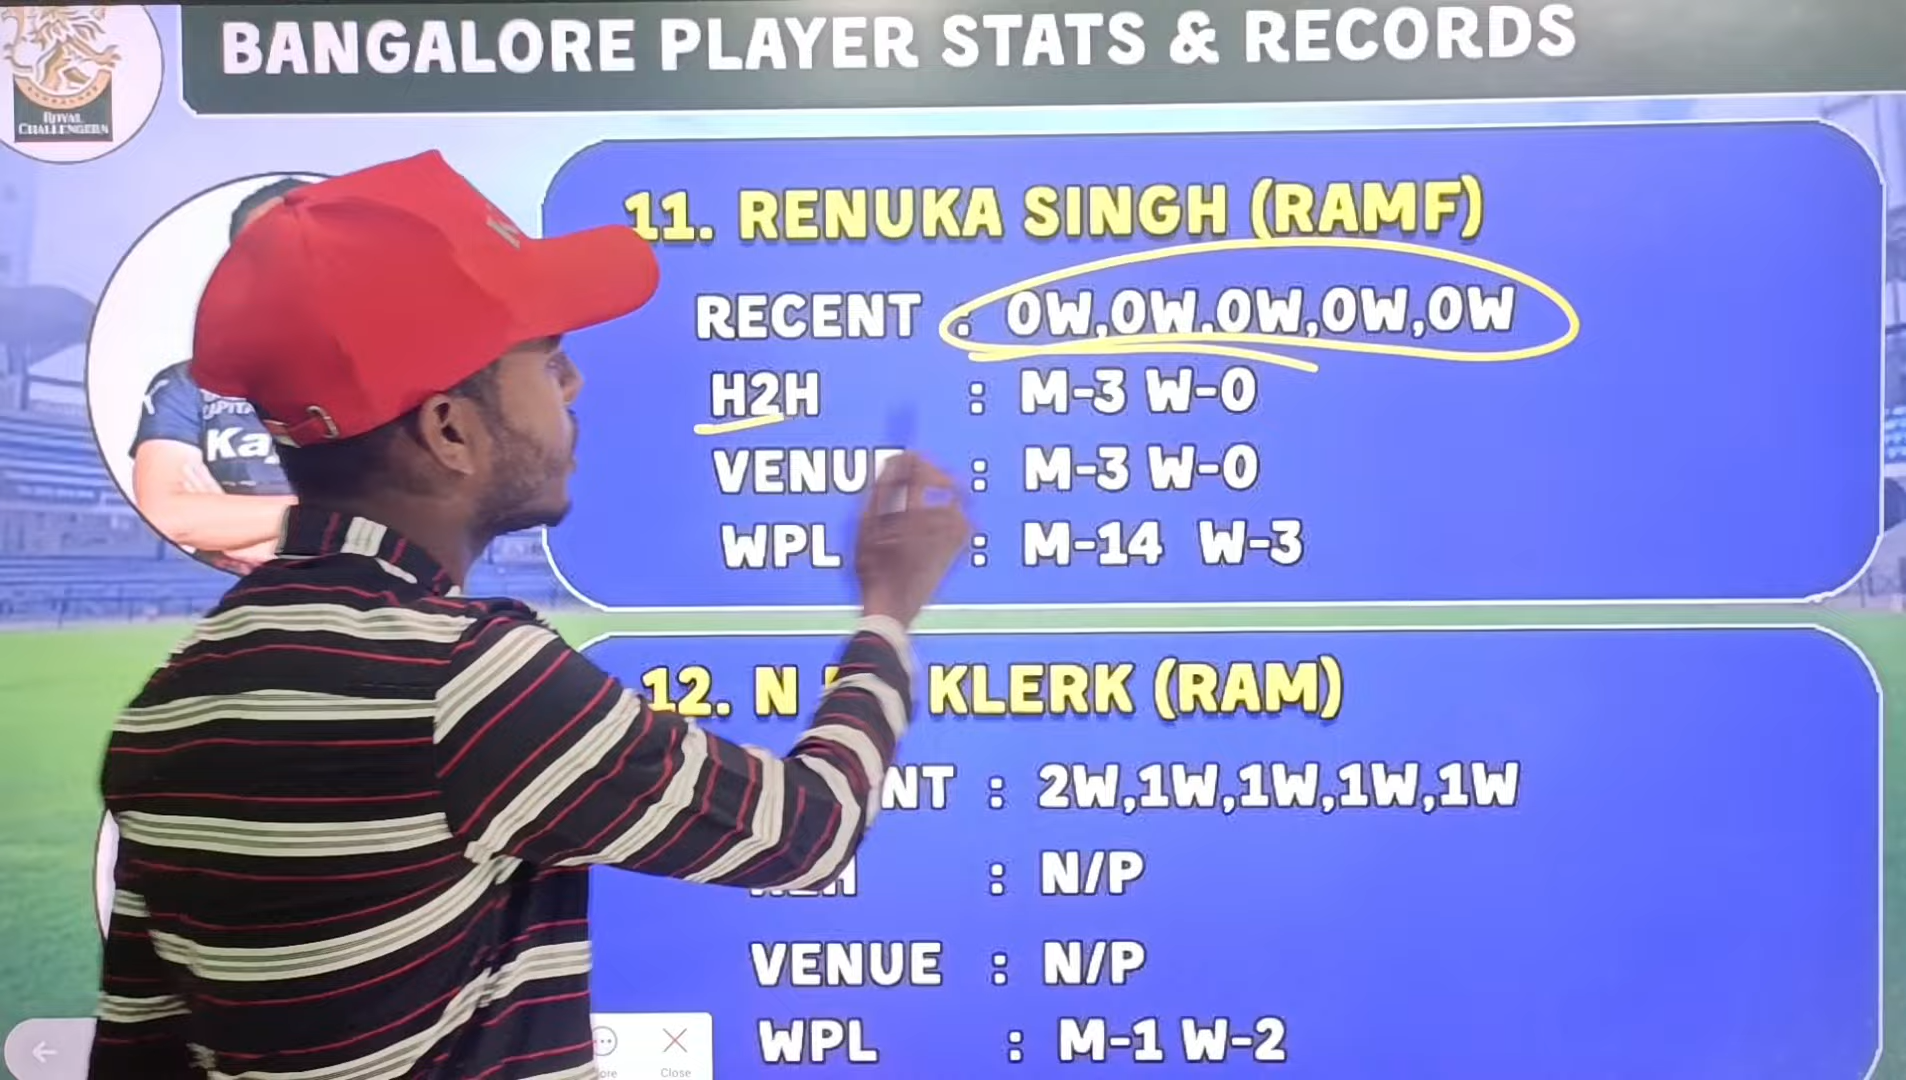 BANGALORE PLAYER STATS & RECORDS
ROYAL
CHALLENGERS
11. RENUKA SINGH (RAMF)
RECENT : 0W,0W,0W,0W,0W
H2H : M-3 W-0
VENUE : M-3 W-0
WPL : M-14 W-3
12. N KLERK (RAM)
NT : 2W,1W,1W,1W,1W
: N/P
VENUE : N/P
WPL : M-1 W-2
Close